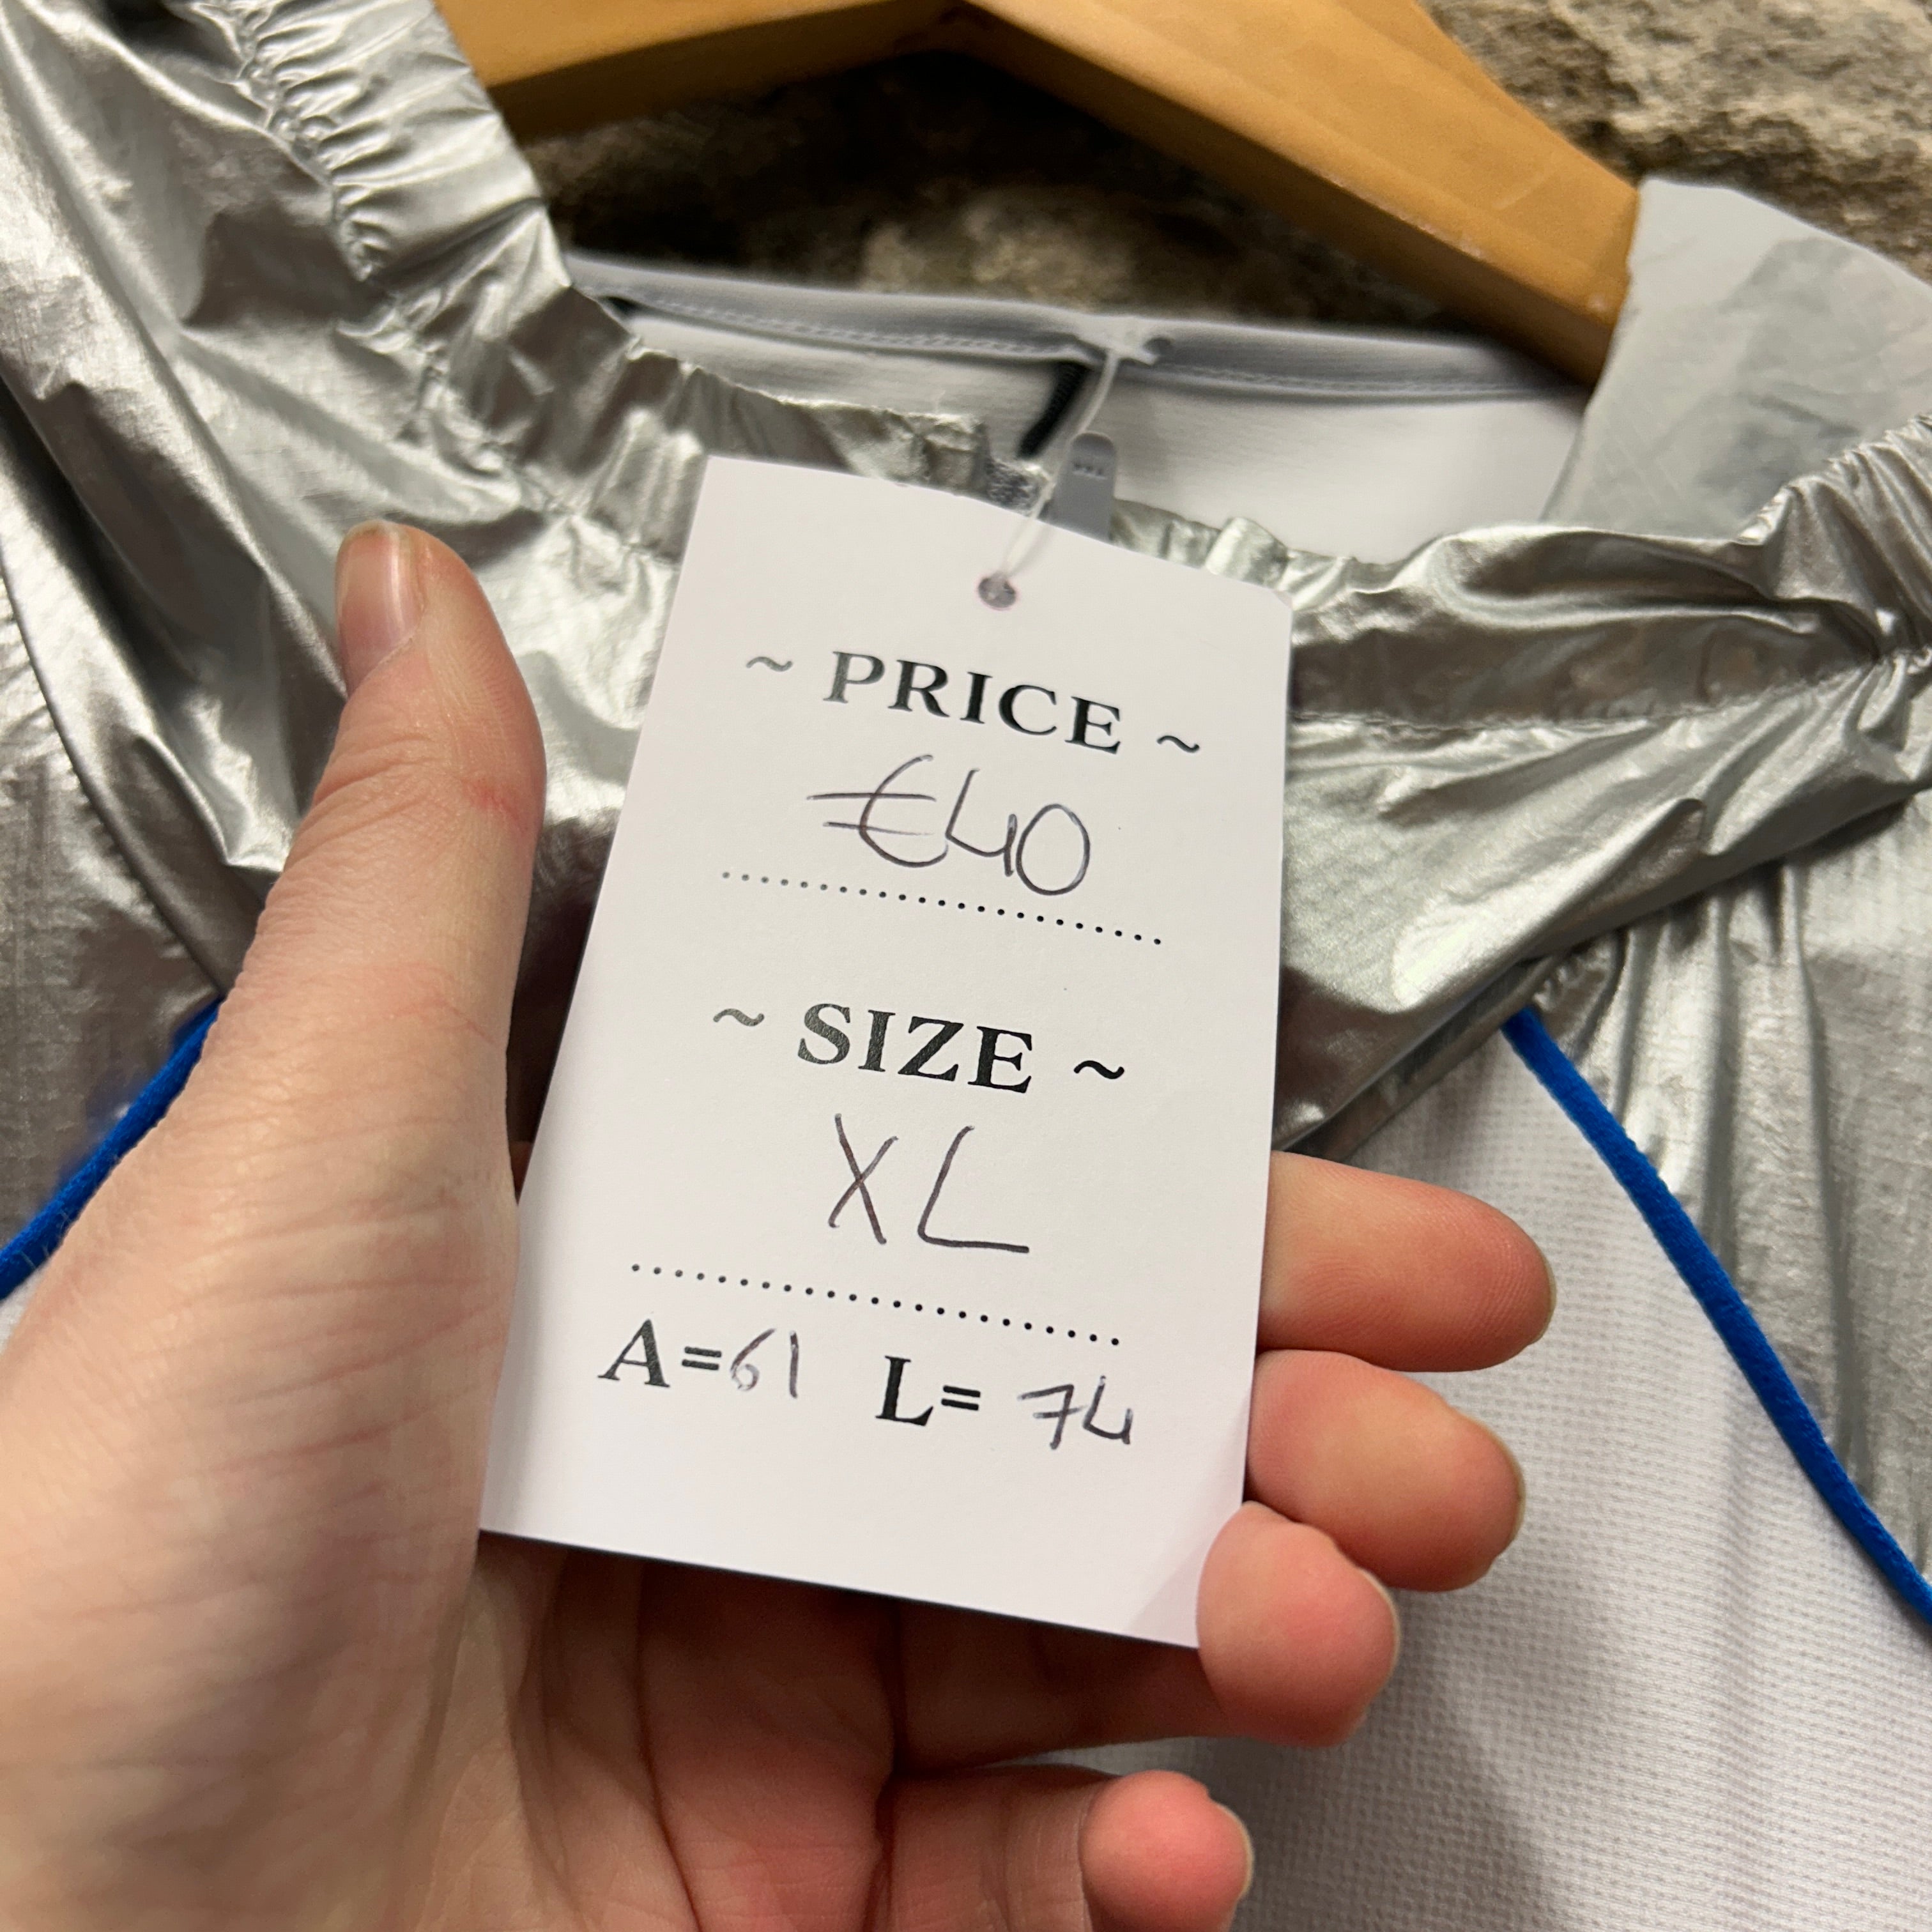 ~ PRICE ~
€40
~ SIZE ~
XL
A=61 L= 74